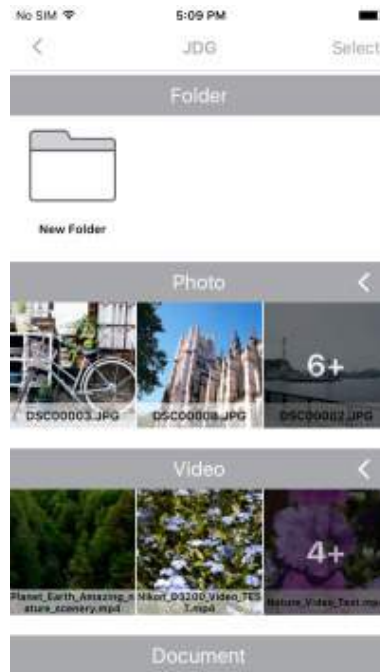 No SIM 5:09 PM
JDG Select
Folder
New Folder
Photo
6+
DSC00003.JPG DSC00008.JPG DSC00082.JPG
Video
4+
Planet_Earth_Amazing_n Nikon_D3200_Video_TES Nature_Video_Test.mp
ature_scenery.mp4 T.mp4
Document